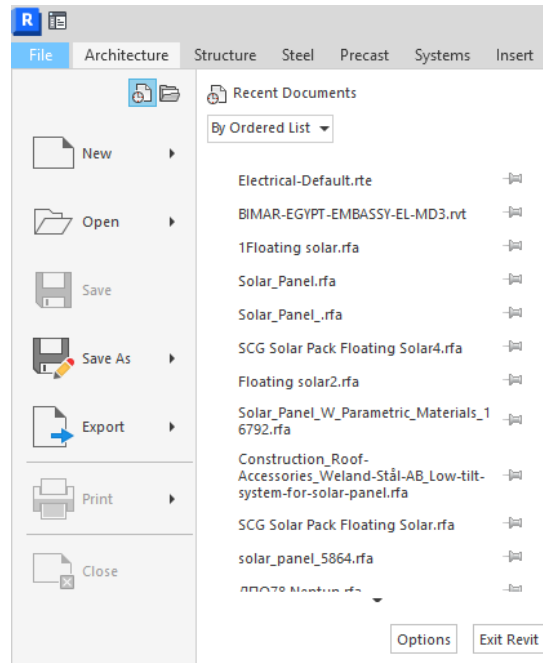 R
File Architecture Structure Steel Precast Systems Insert
Recent Documents
By Ordered List
New
Open
Save
Save As
Export
Print
Close
Electrical-Default.rte
BIMAR-EGYPT-EMBASSY-EL-MD3.rvt
1Floating solar.rfa
Solar_Panel.rfa
Solar_Panel_.rfa
SCG Solar Pack Floating Solar4.rfa
Floating solar2.rfa
Solar_Panel_W_Parametric_Materials_1
6792.rfa
Construction_Roof-
Accessories_Weland-Stål-AB_Low-tilt-
system-for-solar-panel.rfa
SCG Solar Pack Floating Solar.rfa
solar_panel_5864.rfa
Options Exit Revit